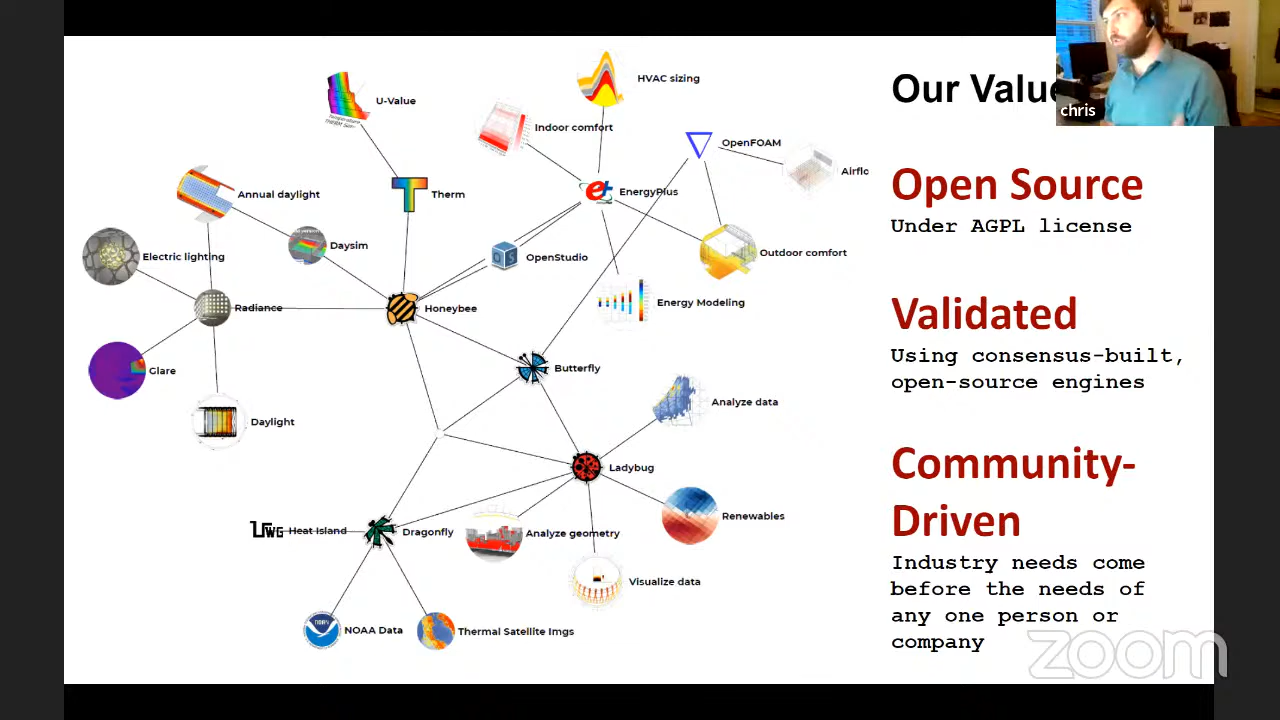 HVAC sizing
U-Value
Indoor comfort
OpenFOAM
Airflo
Annual daylight
Therm
EnergyPlus
Daysim
Electric lighting
OpenStudio
Outdoor comfort
Radiance
Honeybee
Energy Modeling
Glare
Butterfly
Analyze data
Daylight
Ladybug
Renewables
UWG
Heat Island
Dragonfly
Analyze geometry
Visualize data
NOAA Data
Thermal Satellite Imgs
Our Value
chris
Open Source
Under AGPL license
Validated
Using consensus-built,
open-source engines
Community-
Driven
Industry needs come
before the needs of
any one person or
company
zoom